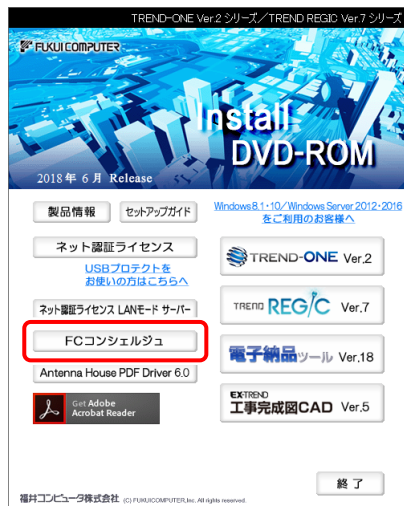 TREND-ONE Ver.2 シリーズ／TREND REGIC Ver.7 シリーズ
FUKUI COMPUTER
Install
DVD-ROM
2018年 6月 Release
製品情報
セットアップガイド
Windows8.1・10／Windows Server 2012・2016
をご利用のお客様へ
ネット認証ライセンス
USBプロテクトを
お使いの方はこちらへ
ネット認証ライセンス LANモード サーバー
FCコンシェルジュ
Antenna House PDF Driver 6.0
Get Adobe
Acrobat Reader
TREND-ONE Ver.2
TREND REGIC Ver.7
電子納品ツール Ver.18
EX-TREND
工事完成図CAD Ver.5
終了
福井コンピュータ株式会社 (C) FUKUICOMPUTER,Inc. All rights reserved.